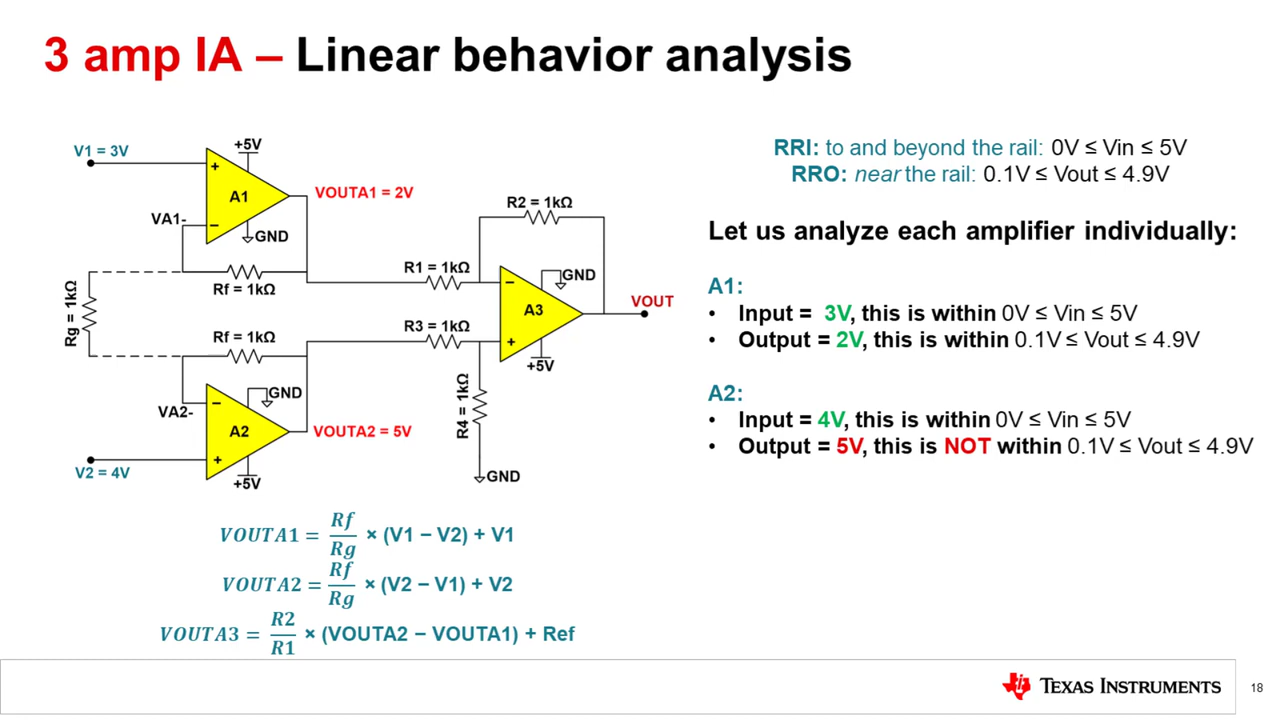 3 amp IA – Linear behavior analysis
V1 = 3V
+5V
+
A1
VOUTA1 = 2V
VA1-
−
GND
Rf = 1kΩ
Rg = 1kΩ
Rf = 1kΩ
VA2-
−
GND
A2
VOUTA2 = 5V
+
V2 = 4V
+5V
R2 = 1kΩ
R1 = 1kΩ
GND
−
A3
VOUT
R3 = 1kΩ
+
+5V
R4 = 1kΩ
GND
VOUTA1 = Rf/Rg × (V1 − V2) + V1
VOUTA2 = Rf/Rg × (V2 − V1) + V2
VOUTA3 = R2/R1 × (VOUTA2 − VOUTA1) + Ref
RRI: to and beyond the rail: 0V ≤ Vin ≤ 5V
RRO: near the rail: 0.1V ≤ Vout ≤ 4.9V
Let us analyze each amplifier individually:
A1:
• Input = 3V, this is within 0V ≤ Vin ≤ 5V
• Output = 2V, this is within 0.1V ≤ Vout ≤ 4.9V
A2:
• Input = 4V, this is within 0V ≤ Vin ≤ 5V
• Output = 5V, this is NOT within 0.1V ≤ Vout ≤ 4.9V
TEXAS INSTRUMENTS
18